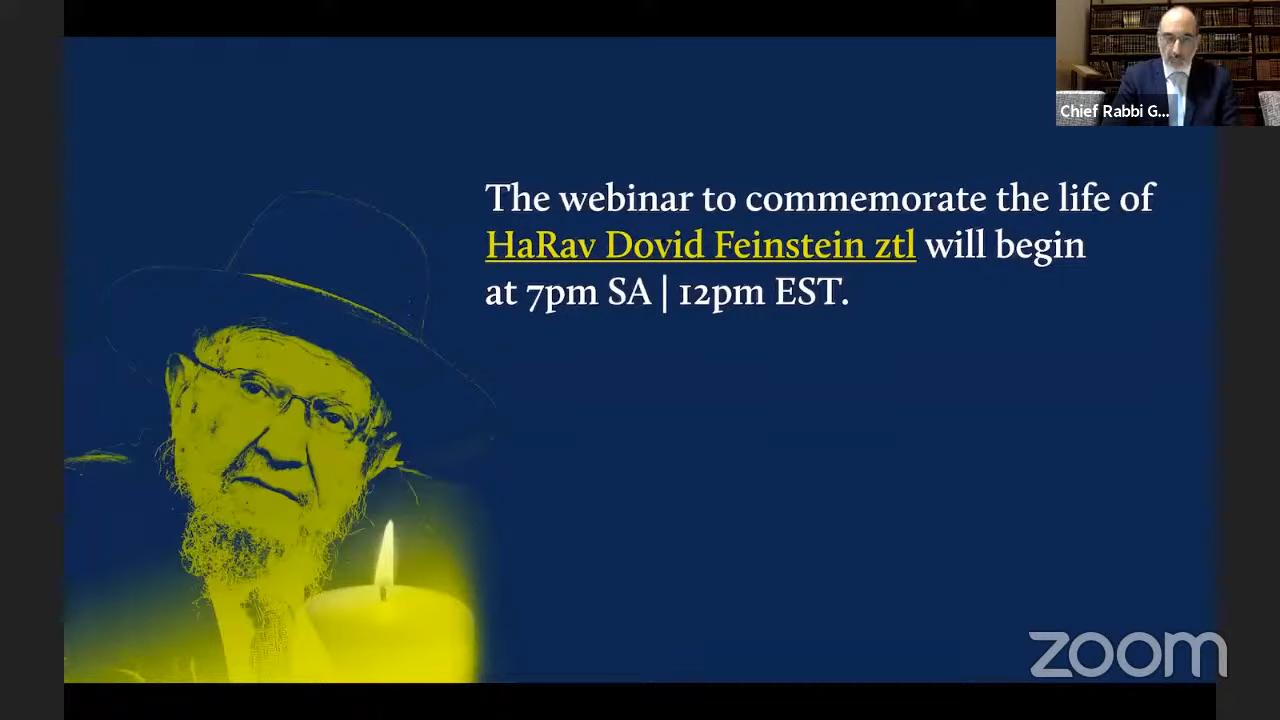 Chief Rabbi G...
The webinar to commemorate the life of
HaRav Dovid Feinstein ztl will begin
at 7pm SA | 12pm EST.
zoom